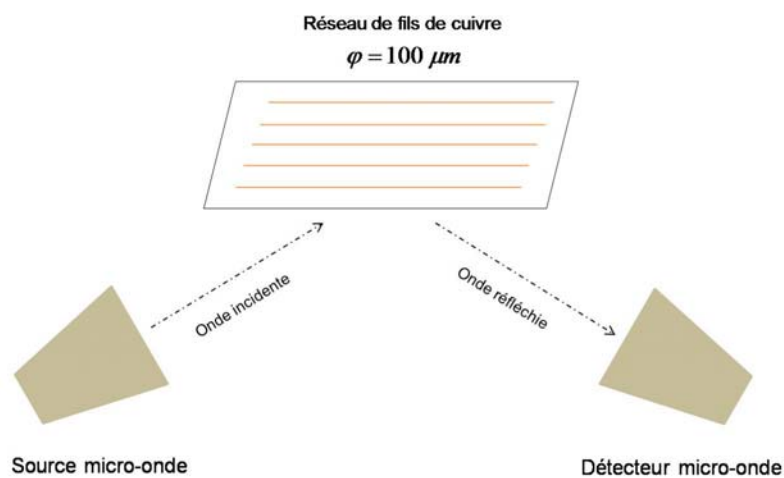 Réseau de fils de cuivre
φ = 100 μm
Onde incidente
Onde réfléchie
Source micro-onde
Détecteur micro-onde